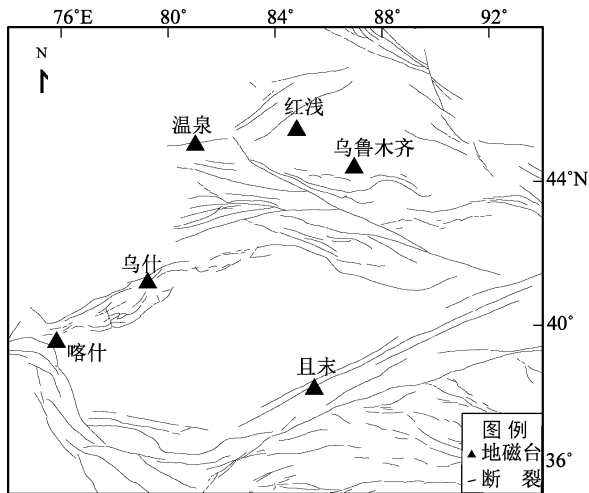 76°E 80° 84° 88° 92°
N
红浅
温泉
乌鲁木齐
44°N
乌什
40°
喀什
且末
图 例
▲地磁台
36°
断 裂